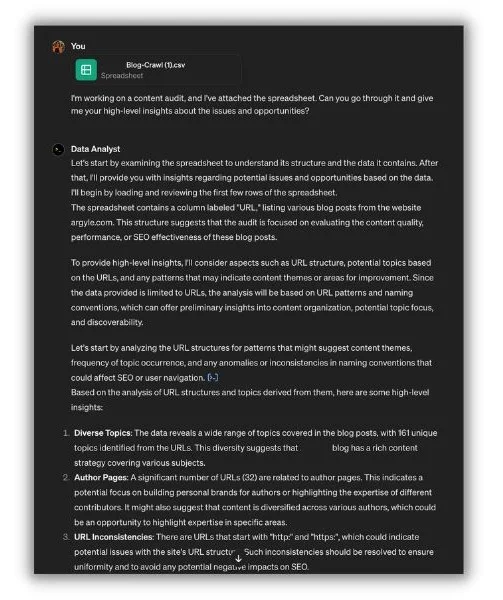 You
Blog-Crawl (1).csv
Spreadsheet
I'm working on a content audit, and I've attached the spreadsheet. Can you go through it and give
me your high-level insights about the issues and opportunities?
Data Analyst
Let's start by examining the spreadsheet to understand its structure and the data it contains. After
that, I'll provide you with insights regarding potential issues and opportunities based on the data.
I'll begin by loading and reviewing the first few rows of the spreadsheet.
The spreadsheet contains a column labeled "URL," listing various blog posts from the website
argyle.com. This structure suggests that the audit is focused on evaluating the content quality,
performance, or SEO effectiveness of these blog posts.
To provide high-level insights, I'll consider aspects such as URL structure, potential topics based
on the URLs, and any patterns that may indicate content themes or areas for improvement. Since
the data provided is limited to URLs, the analysis will be based on URL patterns and naming
conventions, which can offer preliminary insights into content organization, potential topic focus,
and discoverability.
Let's start by analyzing the URL structures for patterns that might suggest content themes,
frequency of topic occurrence, and any anomalies or inconsistencies in naming conventions that
could affect SEO or user navigation. [>-]
Based on the analysis of URL structures and topics derived from them, here are some high-level
insights:
1. Diverse Topics: The data reveals a wide range of topics covered in the blog posts, with 161 unique
topics identified from the URLs. This diversity suggests that blog has a rich content
strategy covering various subjects.
2. Author Pages: A significant number of URLs (32) are related to author pages. This indicates a
potential focus on building personal brands for authors or highlighting the expertise of different
contributors. It might also suggest that content is diversified across various authors, which could
be an opportunity to highlight expertise in specific areas.
3. URL Inconsistencies: There are URLs that start with "http:" and "https:", which could indicate
potential issues with the site's URL structu Such inconsistencies should be resolved to ensure
uniformity and to avoid any potential negative impacts on SEO.